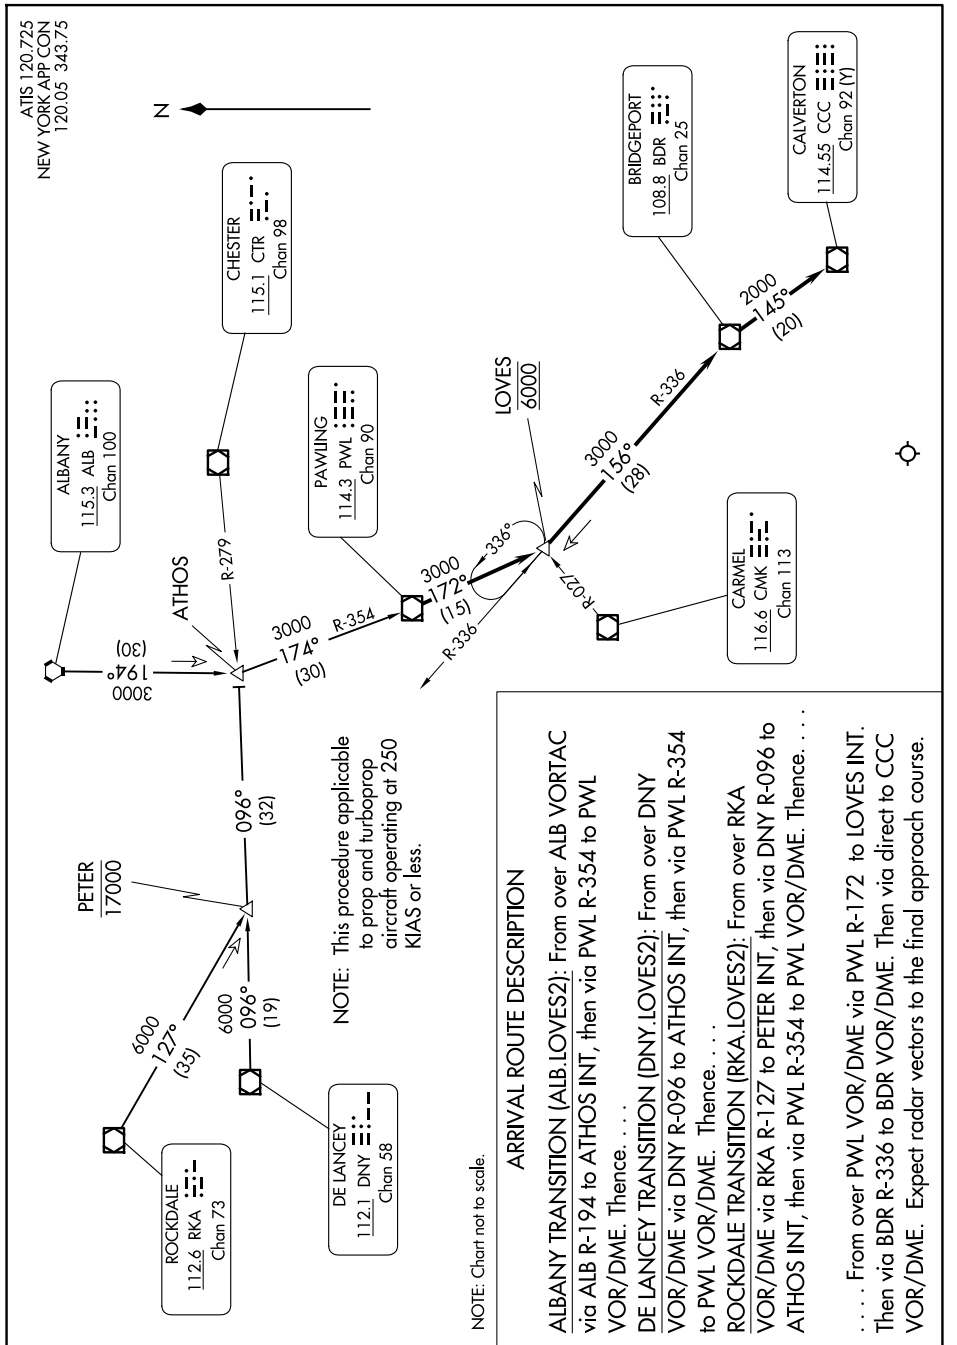 ATIS 120.725
NEW YORK APP CON
120.05 343.75
N
ALBANY
115.3 ALB
Chan 100
CHESTER
115.1 CTR
Chan 98
PAWLING
114.3 PWL
Chan 90
BRIDGEPORT
108.8 BDR
Chan 25
CALVERTON
114.55 CCC
Chan 92 (Y)
CARMEL
116.6 CMK
Chan 113
ROCKDALE
112.6 RKA
Chan 73
DE LANCEY
112.1 DNY
Chan 58
3000
194°
(30)
ATHOS
R-279
3000
174°
(30)
R-354
3000
172°
(15)
336°
R-336
R-027
LOVES
6000
3000
156°
(28)
R-336
2000
145°
(20)
PETER
17000
096°
(32)
6000
127°
(35)
6000
096°
(19)
NOTE: This procedure applicable
to prop and turboprop
aircraft operating at 250
KIAS or less.
NOTE: Chart not to scale.
ARRIVAL ROUTE DESCRIPTION
ALBANY TRANSITION (ALB.LOVES2): From over ALB VORTAC
via ALB R-194 to ATHOS INT, then via PWL R-354 to PWL
VOR/DME. Thence. . . .
DE LANCEY TRANSITION (DNY.LOVES2): From over DNY
VOR/DME via DNY R-096 to ATHOS INT, then via PWL R-354
to PWL VOR/DME. Thence. . . .
ROCKDALE TRANSITION (RKA.LOVES2): From over RKA
VOR/DME via RKA R-127 to PETER INT, then via DNY R-096 to
ATHOS INT, then via PWL R-354 to PWL VOR/DME. Thence. . . .
. . . . From over PWL VOR/DME via PWL R-172 to LOVES INT.
Then via BDR R-336 to BDR VOR/DME. Then via direct to CCC
VOR/DME. Expect radar vectors to the final approach course.